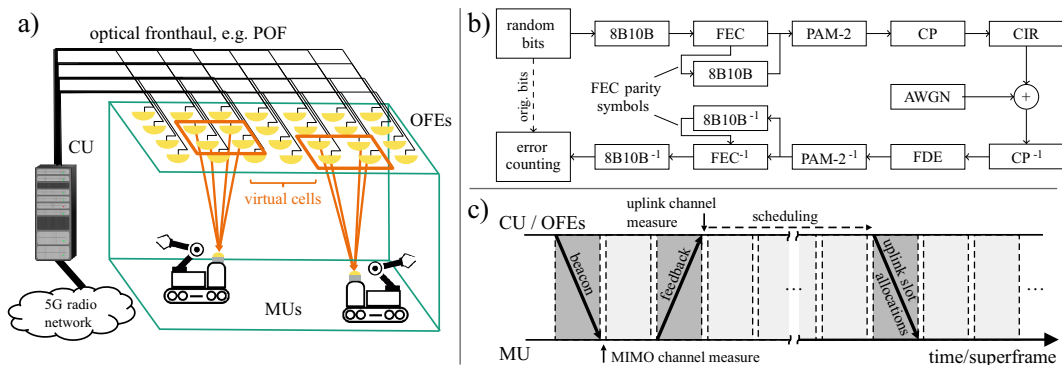 a)
optical fronthaul, e.g. POF
OFEs
CU
virtual cells
MUs
5G radio
network
b)
random
bits
8B10B
FEC
PAM-2
CP
CIR
8B10B
FEC parity
symbols
orig. bits
AWGN
+
8B10B⁻¹
error
counting
8B10B⁻¹
FEC⁻¹
PAM-2⁻¹
FDE
CP⁻¹
c)
CU / OFEs
uplink channel
measure
scheduling
beacon
feedback
...
uplink slot
allocations
...
MU
MIMO channel measure
time/superframe